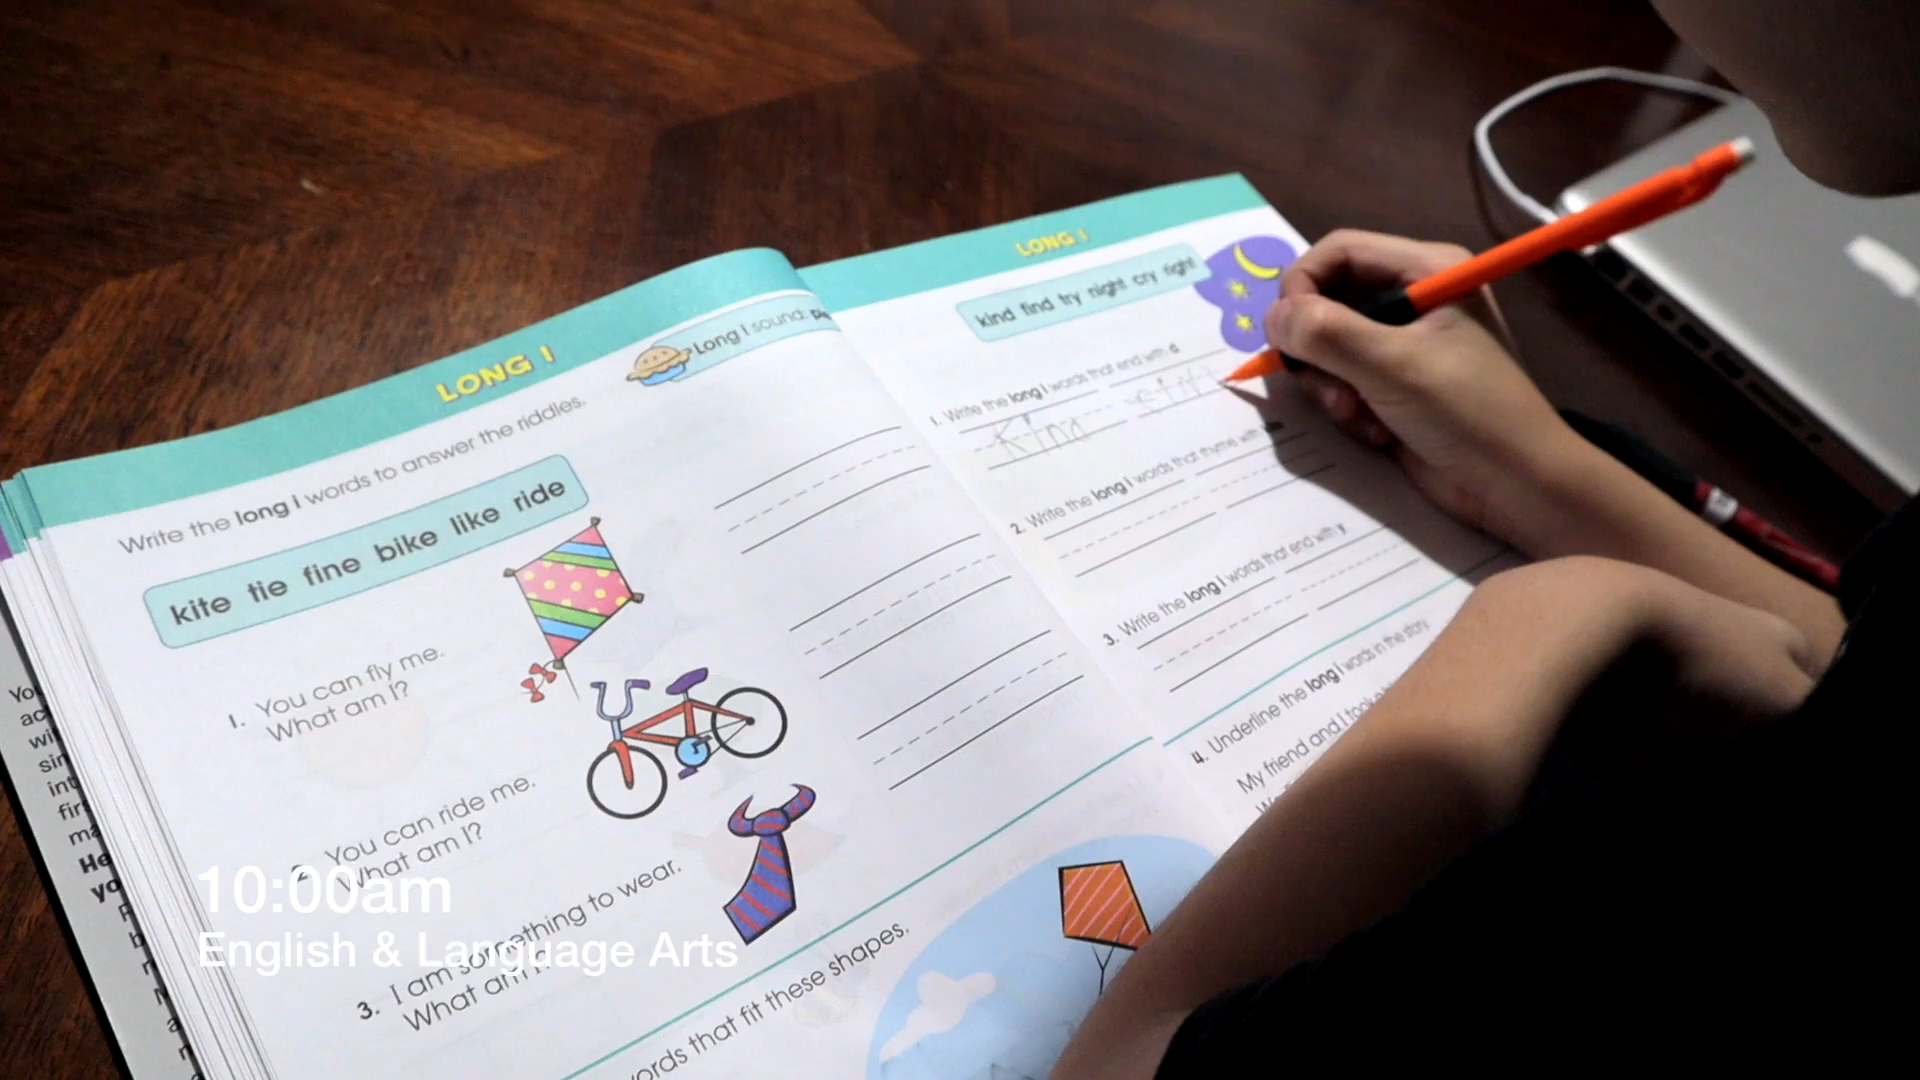 LONG I
Long I sound:
Write the long i words to answer the riddles.
kite tie fine bike like ride
1. You can fly me.
What am I?
2. You can ride me.
What am I?
3. I am something to wear.
What am I?
words that fit these shapes.
LONG I
kind find try night cry right
1. Write the long i words that end with d.
Kind
2. Write the long i words that rhyme with
3. Write the long i words that end with y.
4. Underline the long i words in the story.
My friend and I took
10:00am
English & Language Arts